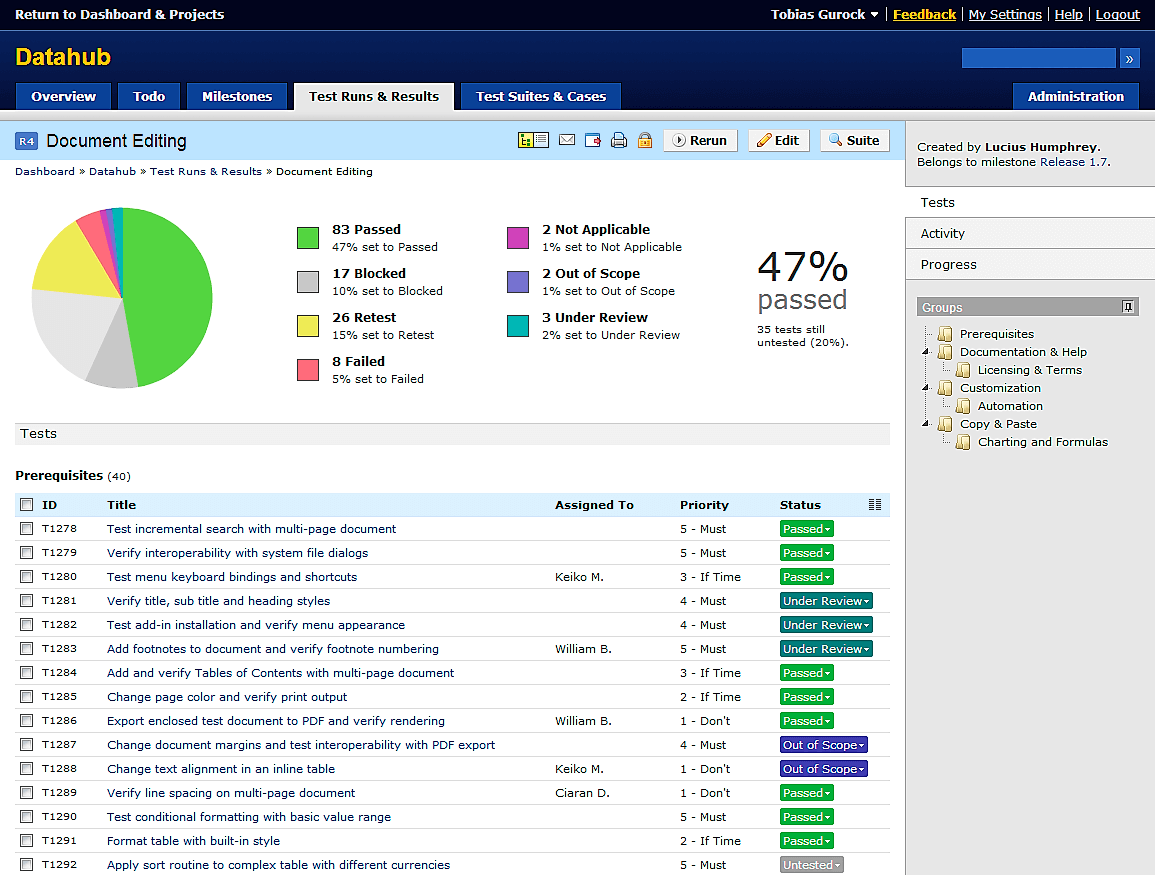 Return to Dashboard & Projects
Tobias Gurock Feedback My Settings Help Logout
Datahub
»
Overview Todo Milestones Test Runs & Results Test Suites & Cases Administration
R4 Document Editing Rerun Edit Suite
Dashboard » Datahub » Test Runs & Results » Document Editing
83 Passed
47% set to Passed
17 Blocked
10% set to Blocked
26 Retest
15% set to Retest
8 Failed
5% set to Failed
2 Not Applicable
1% set to Not Applicable
2 Out of Scope
1% set to Out of Scope
3 Under Review
2% set to Under Review
47%
passed
35 tests still
untested (20%).
Tests
Prerequisites (40)
ID Title Assigned To Priority Status
T1278 Test incremental search with multi-page document 5 - Must Passed
T1279 Verify interoperability with system file dialogs 5 - Must Passed
T1280 Test menu keyboard bindings and shortcuts Keiko M. 3 - If Time Passed
T1281 Verify title, sub title and heading styles 4 - Must Under Review
T1282 Test add-in installation and verify menu appearance 4 - Must Under Review
T1283 Add footnotes to document and verify footnote numbering William B. 5 - Must Under Review
T1284 Add and verify Tables of Contents with multi-page document 3 - If Time Passed
T1285 Change page color and verify print output 2 - If Time Passed
T1286 Export enclosed test document to PDF and verify rendering William B. 1 - Don't Passed
T1287 Change document margins and test interoperability with PDF export 4 - Must Out of Scope
T1288 Change text alignment in an inline table Keiko M. 1 - Don't Out of Scope
T1289 Verify line spacing on multi-page document Ciaran D. 1 - Don't Passed
T1290 Test conditional formatting with basic value range 5 - Must Passed
T1291 Format table with built-in style 2 - If Time Passed
T1292 Apply sort routine to complex table with different currencies 5 - Must Untested
Created by Lucius Humphrey.
Belongs to milestone Release 1.7.
Tests
Activity
Progress
Groups
Prerequisites
Documentation & Help
Licensing & Terms
Customization
Automation
Copy & Paste
Charting and Formulas